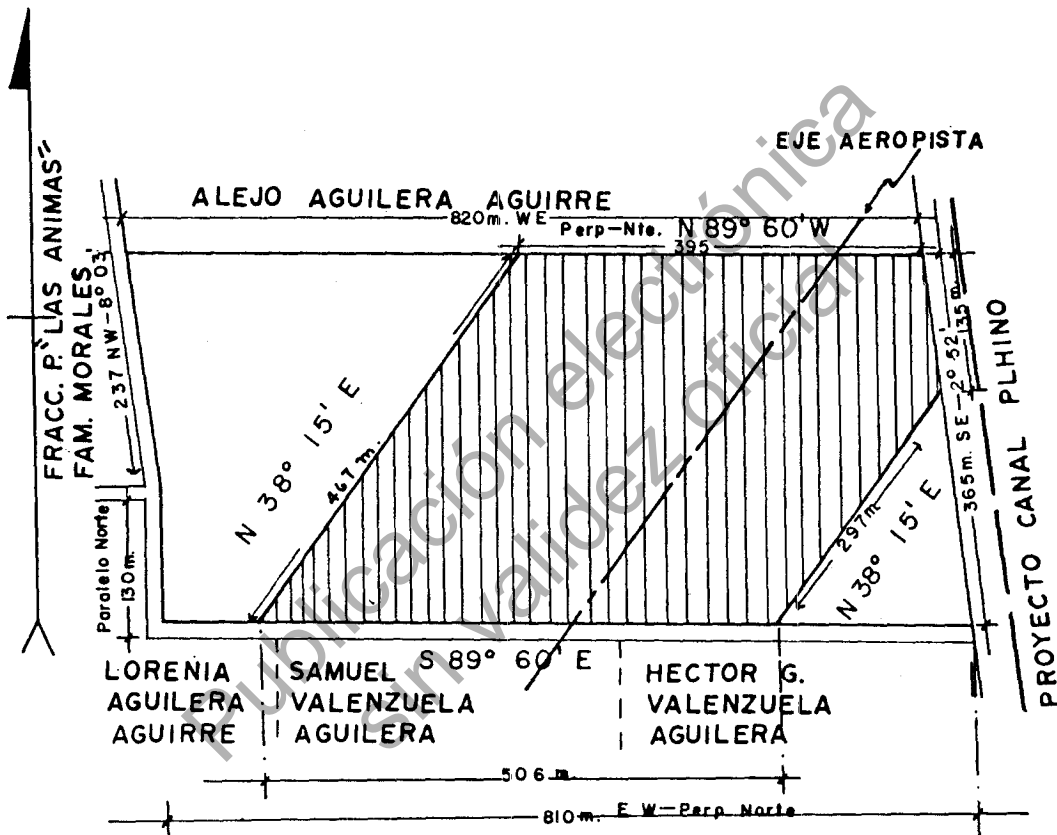 EJE AEROPISTA
ALEJO AGUILERA AGUIRRE
820m. WE
Perp-Nte. N 89° 60' W
395
FRACC. P. "LAS ANIMAS"
FAM. MORALES
237 NW-8° 03'
N 38° 15' E
467 m.
135m.
365m. SE-2° 52'
PROYECTO CANAL PLHINO
297m
N 38° 15' E
Paralelo Norte
130m.
S 89° 60' E
LORENIA
AGUILERA
AGUIRRE
SAMUEL
VALENZUELA
AGUILERA
HECTOR G.
VALENZUELA
AGUILERA
506 m.
810m. E W-Perp Norte
Publicación electrónica
sin validez oficial